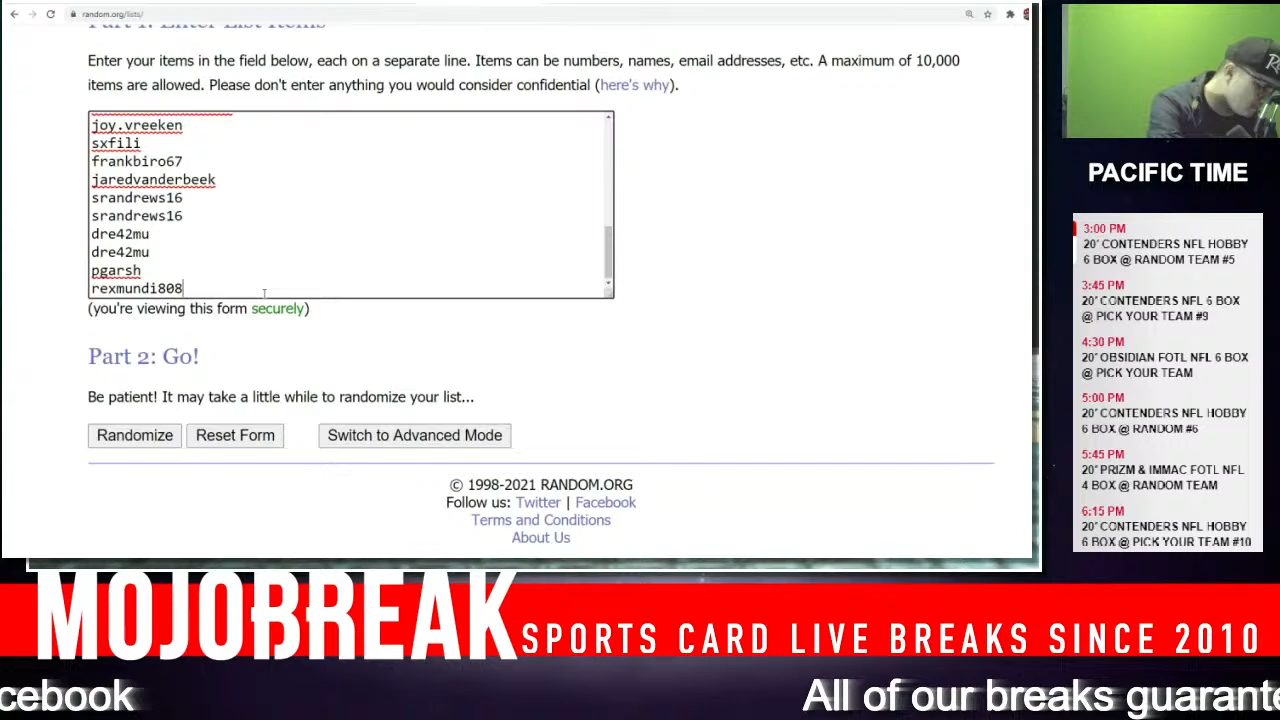 random.org/lists/
Part 1: Enter List Items
Enter your items in the field below, each on a separate line. Items can be numbers, names, email addresses, etc. A maximum of 10,000
items are allowed. Please don't enter anything you would consider confidential (here's why).
joy.vreeken
sxfili
frankbiro67
jaredvanderbeek
srandrews16
srandrews16
dre42mu
dre42mu
pgarsh
rexmundi808
(you're viewing this form securely)
Part 2: Go!
Be patient! It may take a little while to randomize your list...
Randomize Reset Form Switch to Advanced Mode
© 1998-2021 RANDOM.ORG
Follow us: Twitter | Facebook
Terms and Conditions
About Us
PACIFIC TIME
3:00 PM
20' CONTENDERS NFL HOBBY
6 BOX @ RANDOM TEAM #5
3:45 PM
20' CONTENDERS NFL 6 BOX
@ PICK YOUR TEAM #9
4:30 PM
20' OBSIDIAN FOTL NFL 6 BOX
@ PICK YOUR TEAM
5:00 PM
20' CONTENDERS NFL HOBBY
6 BOX @ RANDOM #6
5:45 PM
20' PRIZM & IMMAC FOTL NFL
4 BOX @ RANDOM TEAM
6:15 PM
20' CONTENDERS NFL HOBBY
6 BOX @ PICK YOUR TEAM #10
MOJOBREAK SPORTS CARD LIVE BREAKS SINCE 2010
cebook All of our breaks guarante